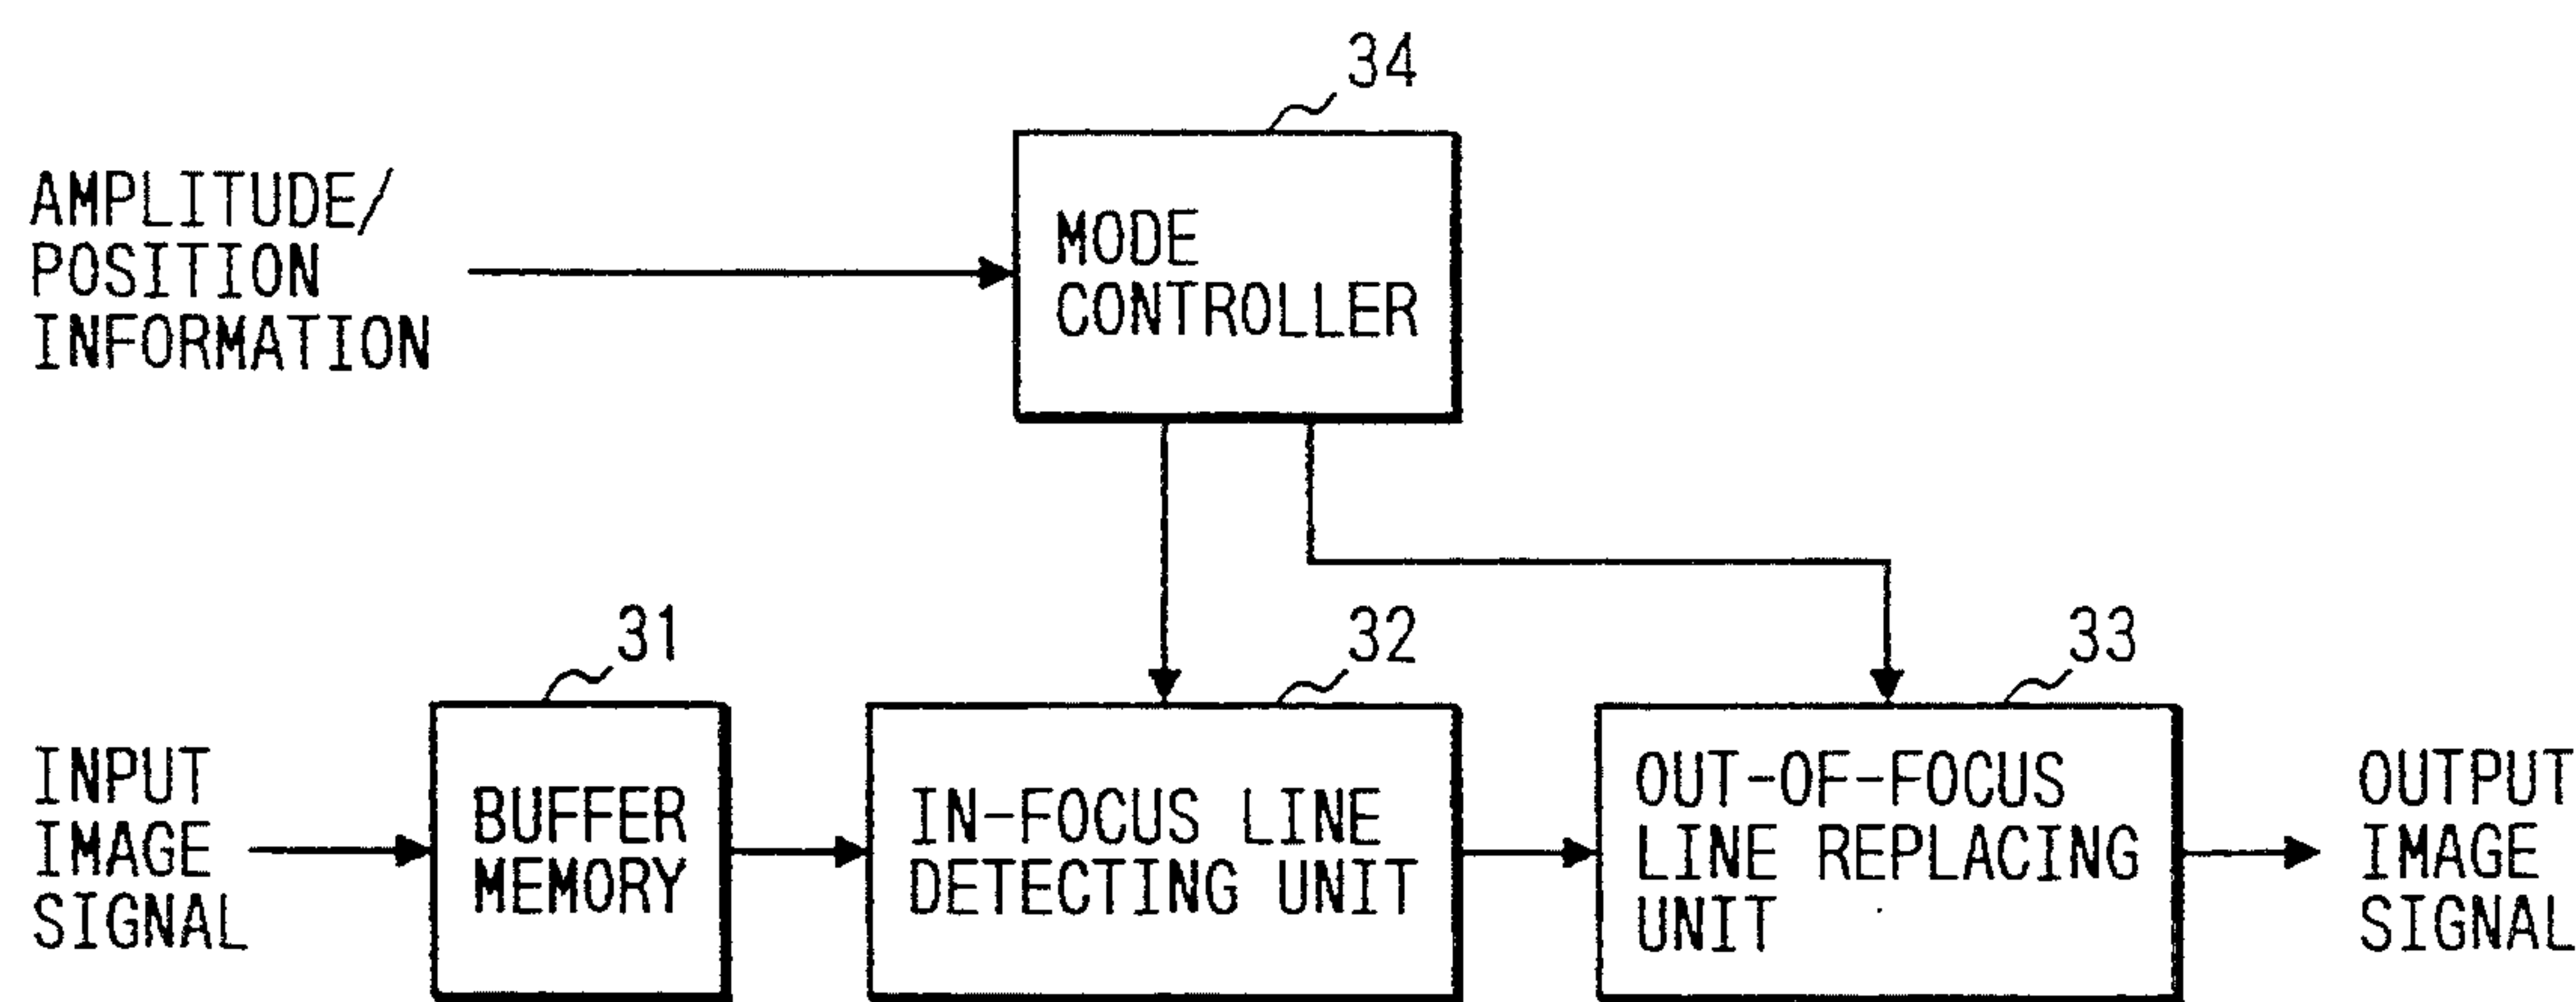 34
AMPLITUDE/
POSITION
INFORMATION
MODE
CONTROLLER
31
32
33
INPUT
IMAGE
SIGNAL
BUFFER
MEMORY
IN-FOCUS LINE
DETECTING UNIT
OUT-OF-FOCUS
LINE REPLACING
UNIT
OUTPUT
IMAGE
SIGNAL